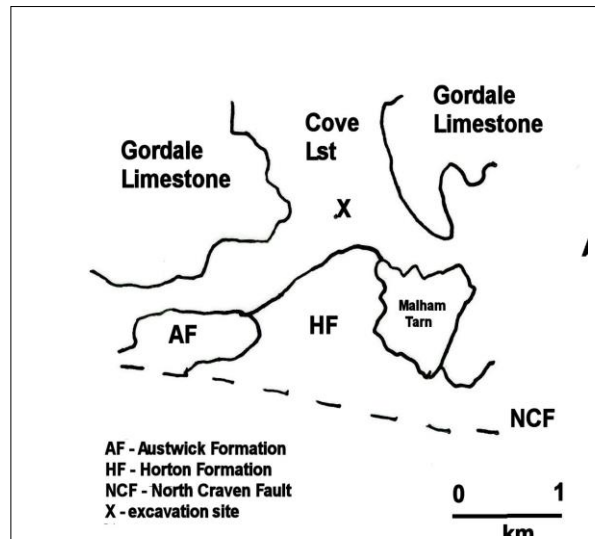 Gordale
Limestone
Cove
Lst
Gordale
Limestone
X
AF
HF
Malham
Tarn
NCF
AF - Austwick Formation
HF - Horton Formation
NCF - North Craven Fault
X - excavation site
0 1
km